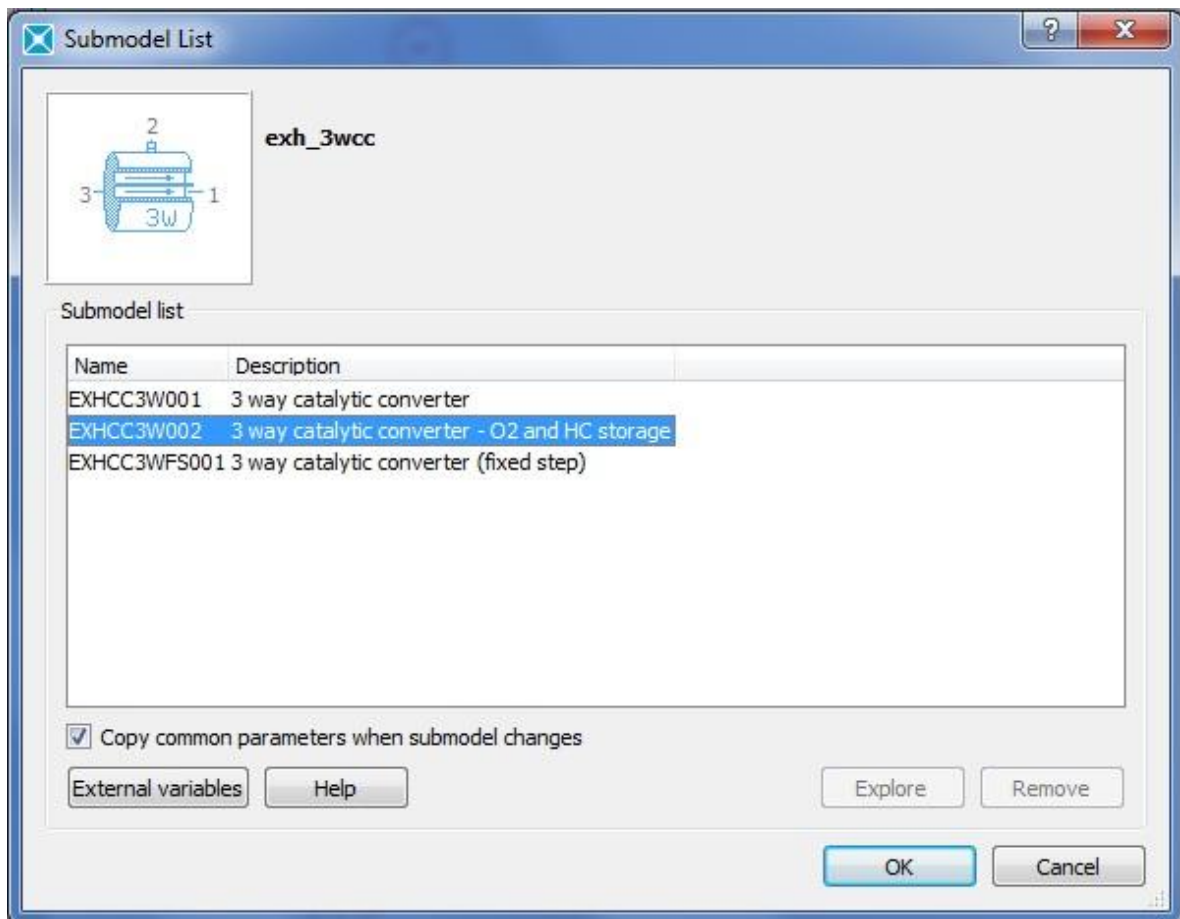 Submodel List
2
exh_3wcc
3
1
3W
Submodel list
Name Description
EXHCC3W001 3 way catalytic converter
EXHCC3W002 3 way catalytic converter - O2 and HC storage
EXHCC3WFS001 3 way catalytic converter (fixed step)
Copy common parameters when submodel changes
External variables Help Explore Remove
OK Cancel